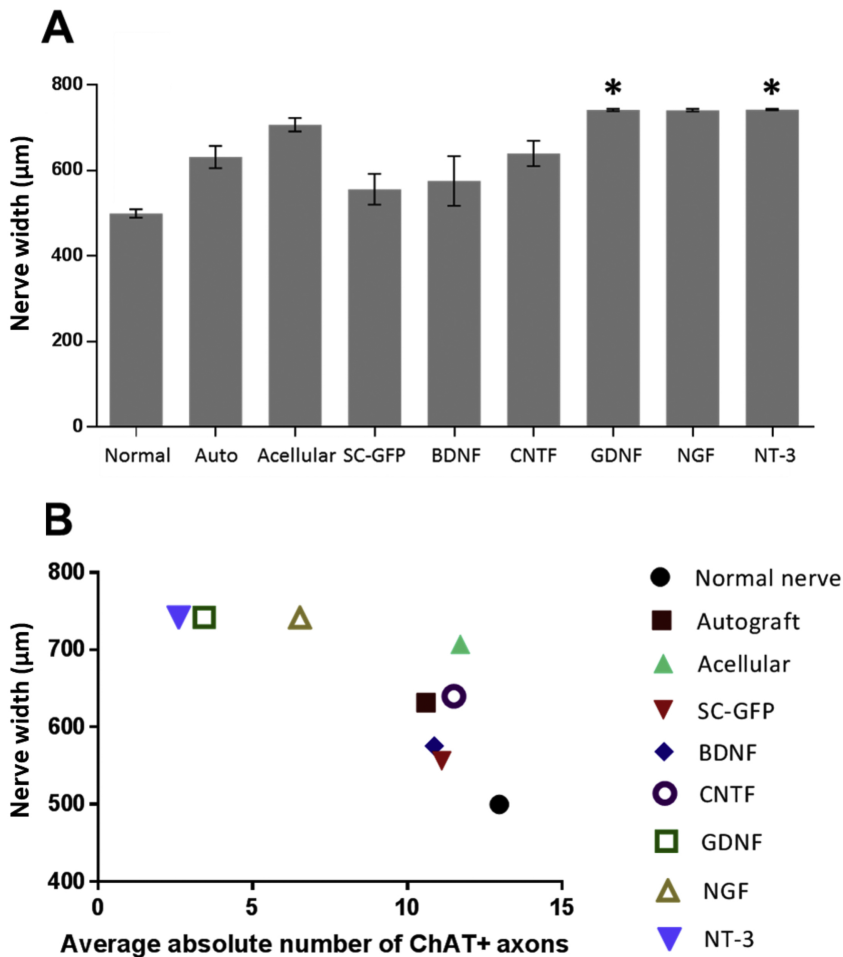 A
Nerve width (μm)
800
600
400
200
0
* *
Normal Auto Acellular SC-GFP BDNF CNTF GDNF NGF NT-3
B
Nerve width (μm)
800
700
600
500
400
0 5 10 15
Average absolute number of ChAT+ axons
Normal nerve
Autograft
Acellular
SC-GFP
BDNF
CNTF
GDNF
NGF
NT-3